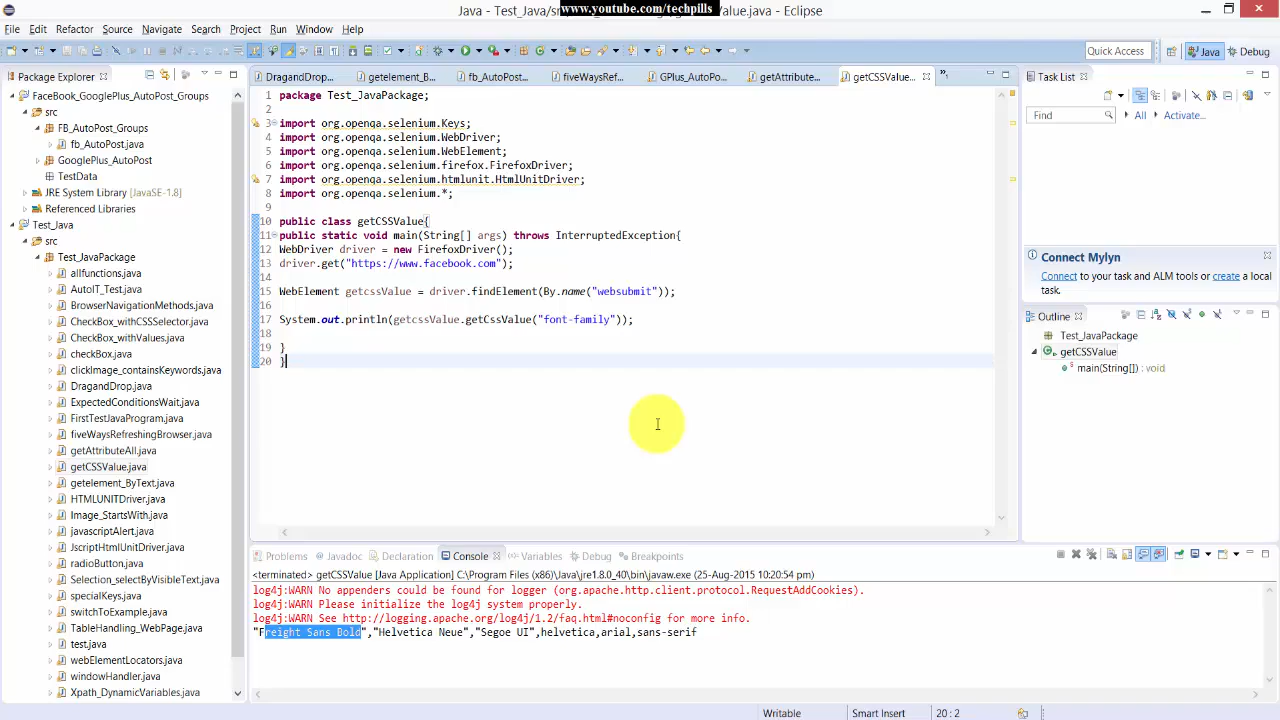 Java - Test_Java/sr
www.youtube.com/techpills
alue.java - Eclipse
File Edit Refactor Source Navigate Search Project Run Window Help
Quick Access
Java
Debug
Package Explorer
FaceBook_GooglePlus_AutoPost_Groups
src
FB_AutoPost_Groups
fb_AutoPost.java
GooglePlus_AutoPost
TestData
JRE System Library [JavaSE-1.8]
Referenced Libraries
Test_Java
src
Test_JavaPackage
allfunctions.java
AutoIT_Test.java
BrowserNavigationMethods.java
CheckBox_withCSSSelector.java
CheckBox_withValues.java
checkBox.java
clickImage_containsKeywords.java
DragandDrop.java
ExpectedConditionsWait.java
FirstTestJavaProgram.java
fiveWaysRefreshingBrowser.java
getAttributeAll.java
getCSSValue.java
getelement_ByText.java
HTMLUNITDriver.java
Image_StartsWith.java
javascriptAlert.java
JscriptHtmlUnitDriver.java
radioButton.java
Selection_selectByVisibleText.java
specialKeys.java
switchToExample.java
TableHandling_WebPage.java
test.java
webElementLocators.java
windowHandler.java
Xpath_DynamicVariables.java
DragandDrop... getelement_B... fb_AutoPost... fiveWaysRef... GPlus_AutoPo... getAttribute... getCSSValue...
1 package Test_JavaPackage;
2
3 import org.openqa.selenium.Keys;
4 import org.openqa.selenium.WebDriver;
5 import org.openqa.selenium.WebElement;
6 import org.openqa.selenium.firefox.FirefoxDriver;
7 import org.openqa.selenium.htmlunit.HtmlUnitDriver;
8 import org.openqa.selenium.*;
9
10 public class getCSSValue{
11 public static void main(String[] args) throws InterruptedException{
12 WebDriver driver = new FirefoxDriver();
13 driver.get("https://www.facebook.com");
14
15 WebElement getcssValue = driver.findElement(By.name("websubmit"));
16
17 System.out.println(getcssValue.getCssValue("font-family"));
18
19 }
20 }
Task List
Find
All
Activate...
Connect Mylyn
Connect to your task and ALM tools or create a local
task.
Outline
Test_JavaPackage
getCSSValue
main(String[]) : void
Problems Javadoc Declaration Console Variables Debug Breakpoints
<terminated> getCSSValue [Java Application] C:\Program Files (x86)\Java\jre1.8.0_40\bin\javaw.exe (25-Aug-2015 10:20:54 pm)
log4j:WARN No appenders could be found for logger (org.apache.http.client.protocol.RequestAddCookies).
log4j:WARN Please initialize the log4j system properly.
log4j:WARN See http://logging.apache.org/log4j/1.2/faq.html#noconfig for more info.
"Freight Sans Bold","Helvetica Neue","Segoe UI",helvetica,arial,sans-serif
Writable
Smart Insert
20 : 2